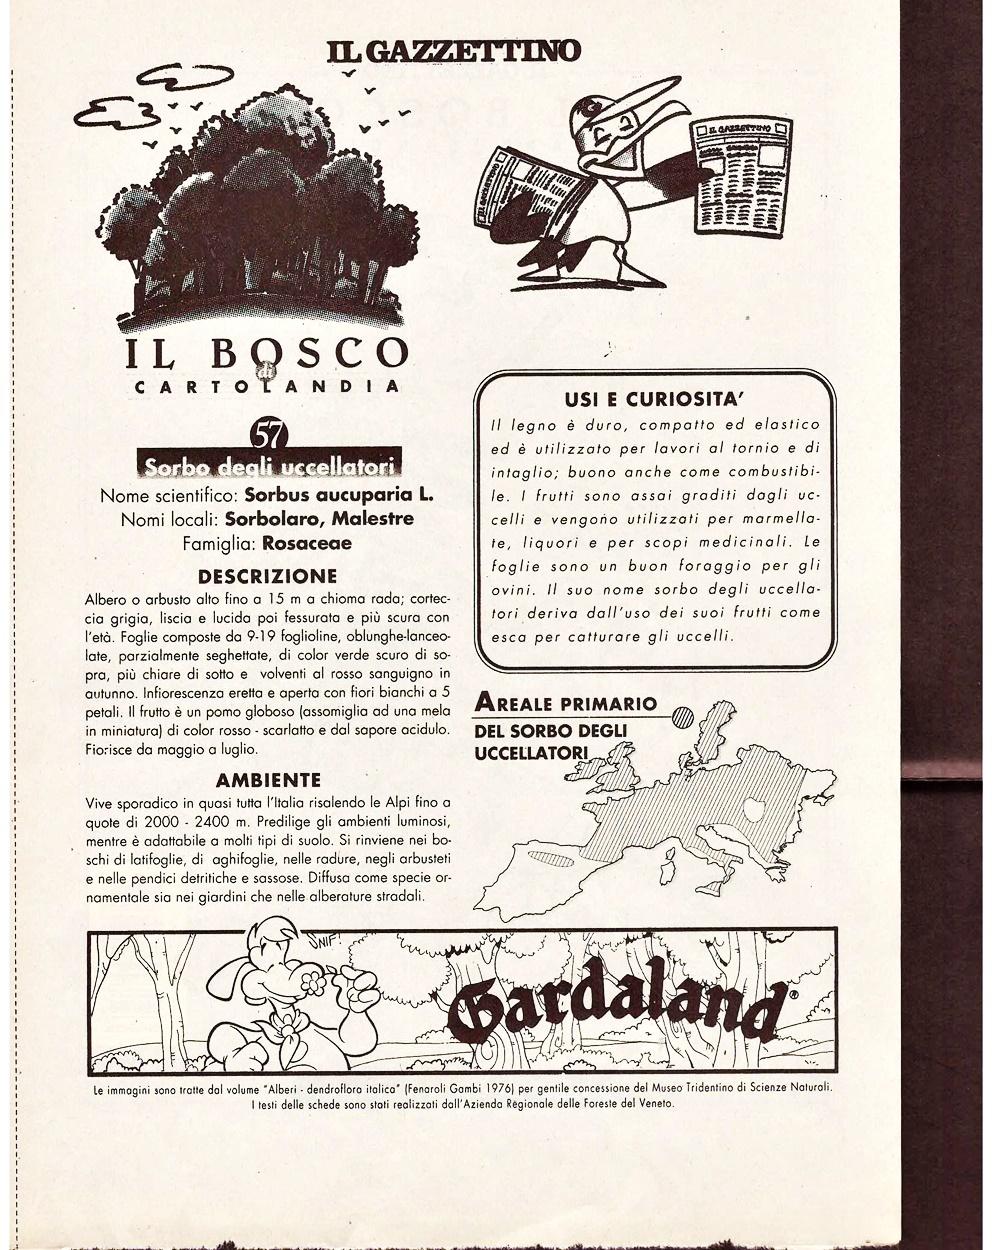 IL GAZZETTINO
IL GAZZETTINO
IL GAZZETTINO
IL BOSCO
di
CARTOLANDIA
57
Sorbo degli uccellatori
Nome scientifico: Sorbus aucuparia L.
Nomi locali: Sorbolaro, Malestre
Famiglia: Rosaceae
DESCRIZIONE
Albero o arbusto alto fino a 15 m a chioma rada; cortec-
cia grigia, liscia e lucida poi fessurata e più scura con
l'età. Foglie composte da 9-19 foglioline, oblunghe-lanceo-
late, parzialmente seghettate, di color verde scuro di so-
pra, più chiare di sotto e volventi al rosso sanguigno in
autunno. Infiorescenza eretta e aperta con fiori bianchi a 5
petali. Il frutto è un pomo globoso (assomiglia ad una mela
in miniatura) di color rosso - scarlatto e dal sapore acidulo.
Fiorisce da maggio a luglio.
AMBIENTE
Vive sporadico in quasi tutta l'Italia risalendo le Alpi fino a
quote di 2000 - 2400 m. Predilige gli ambienti luminosi,
mentre è adattabile a molti tipi di suolo. Si rinviene nei bo-
schi di latifoglie, di aghifoglie, nelle radure, negli arbusteti
e nelle pendici detritiche e sassose. Diffusa come specie or-
namentale sia nei giardini che nelle alberature stradali.
USI E CURIOSITA'
Il legno è duro, compatto ed elastico
ed è utilizzato per lavori al tornio e di
intaglio; buono anche come combustibi-
le. I frutti sono assai graditi dagli uc-
celli e vengono utilizzati per marmella-
te, liquori e per scopi medicinali. Le
foglie sono un buon foraggio per gli
ovini. Il suo nome sorbo degli uccella-
tori deriva dall'uso dei suoi frutti come
esca per catturare gli uccelli.
AREALE PRIMARIO
DEL SORBO DEGLI
UCCELLATORI
SNIF!
Gardaland®
Le immagini sono tratte dal volume "Alberi - dendroflora italica" (Fenaroli Gambi 1976) per gentile concessione del Museo Tridentino di Scienze Naturali.
I testi delle schede sono stati realizzati dall'Azienda Regionale delle Foreste del Veneto.